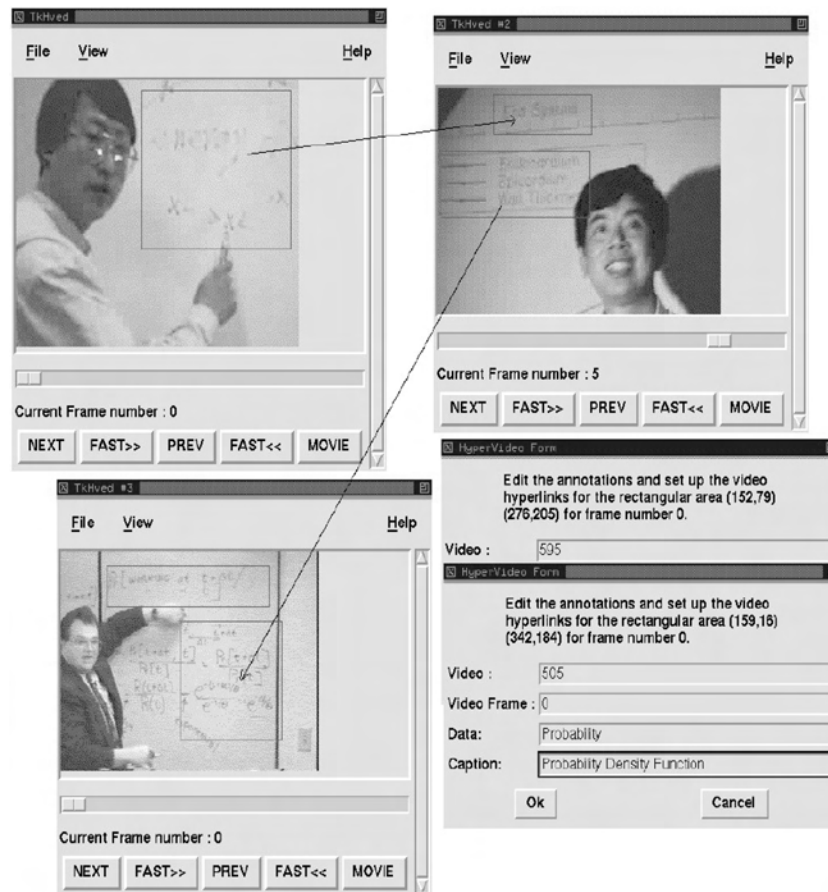 TkHved
File View Help
Current Frame number : 0
NEXT FAST>> PREV FAST<< MOVIE
TkHved #2
File View Help
Current Frame number : 5
NEXT FAST>> PREV FAST<< MOVIE
TkHved #3
File View Help
Current Frame number : 0
NEXT FAST>> PREV FAST<< MOVIE
HyperVideo Form
Edit the annotations and set up the video
hyperlinks for the rectangular area (152,79)
(276,205) for frame number 0.
Video : 595
HyperVideo Form
Edit the annotations and set up the video
hyperlinks for the rectangular area (159,16)
(342,184) for frame number 0.
Video : 505
Video Frame : 0
Data: Probability
Caption: Probability Density Function
Ok Cancel